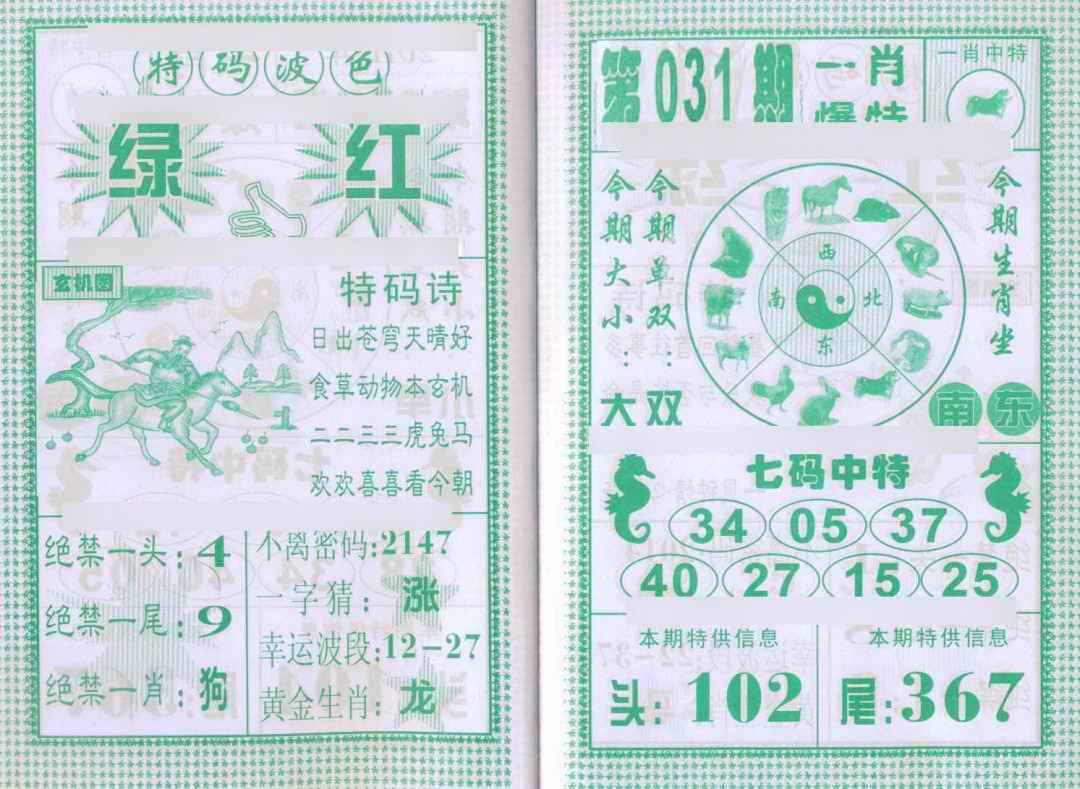 特码波色
绿 红
玄机图
特码诗
日出苍穹天晴好
食草动物本玄机
二二三三虎兔马
欢欢喜喜看今朝
绝禁一头:4
绝禁一尾:9
绝禁一肖:狗
不离密码:2147
一字猜:涨
幸运波段:12-27
黄金生肖:龙
第031期
一肖
爆特
一肖中特
今期大小:大
今期单双:双
西
南 北
东
今期生肖坐
南东
七码中特
34 05 37
40 27 15 25
本期特供信息
头:102
本期特供信息
尾:367